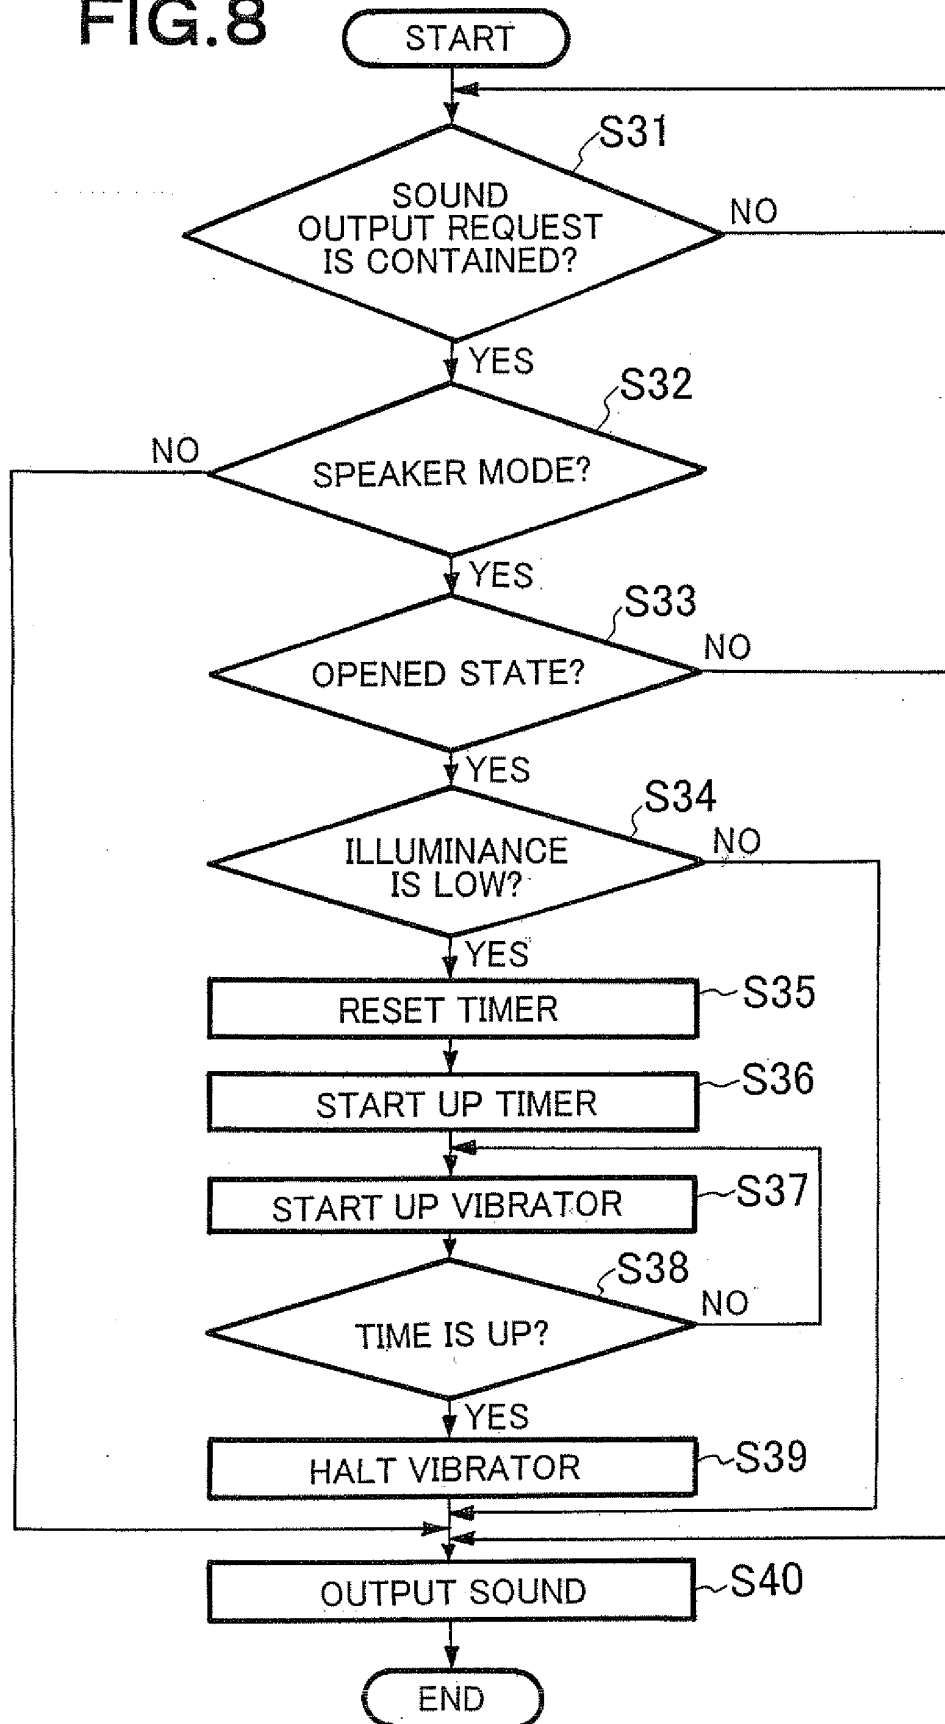 FIG.8
START
S31
SOUND
OUTPUT REQUEST
IS CONTAINED?
NO
YES
S32
NO
SPEAKER MODE?
YES
S33
NO
OPENED STATE?
YES
S34
NO
ILLUMINANCE
IS LOW?
YES
S35
RESET TIMER
S36
START UP TIMER
S37
START UP VIBRATOR
S38
NO
TIME IS UP?
YES
S39
HALT VIBRATOR
S40
OUTPUT SOUND
END